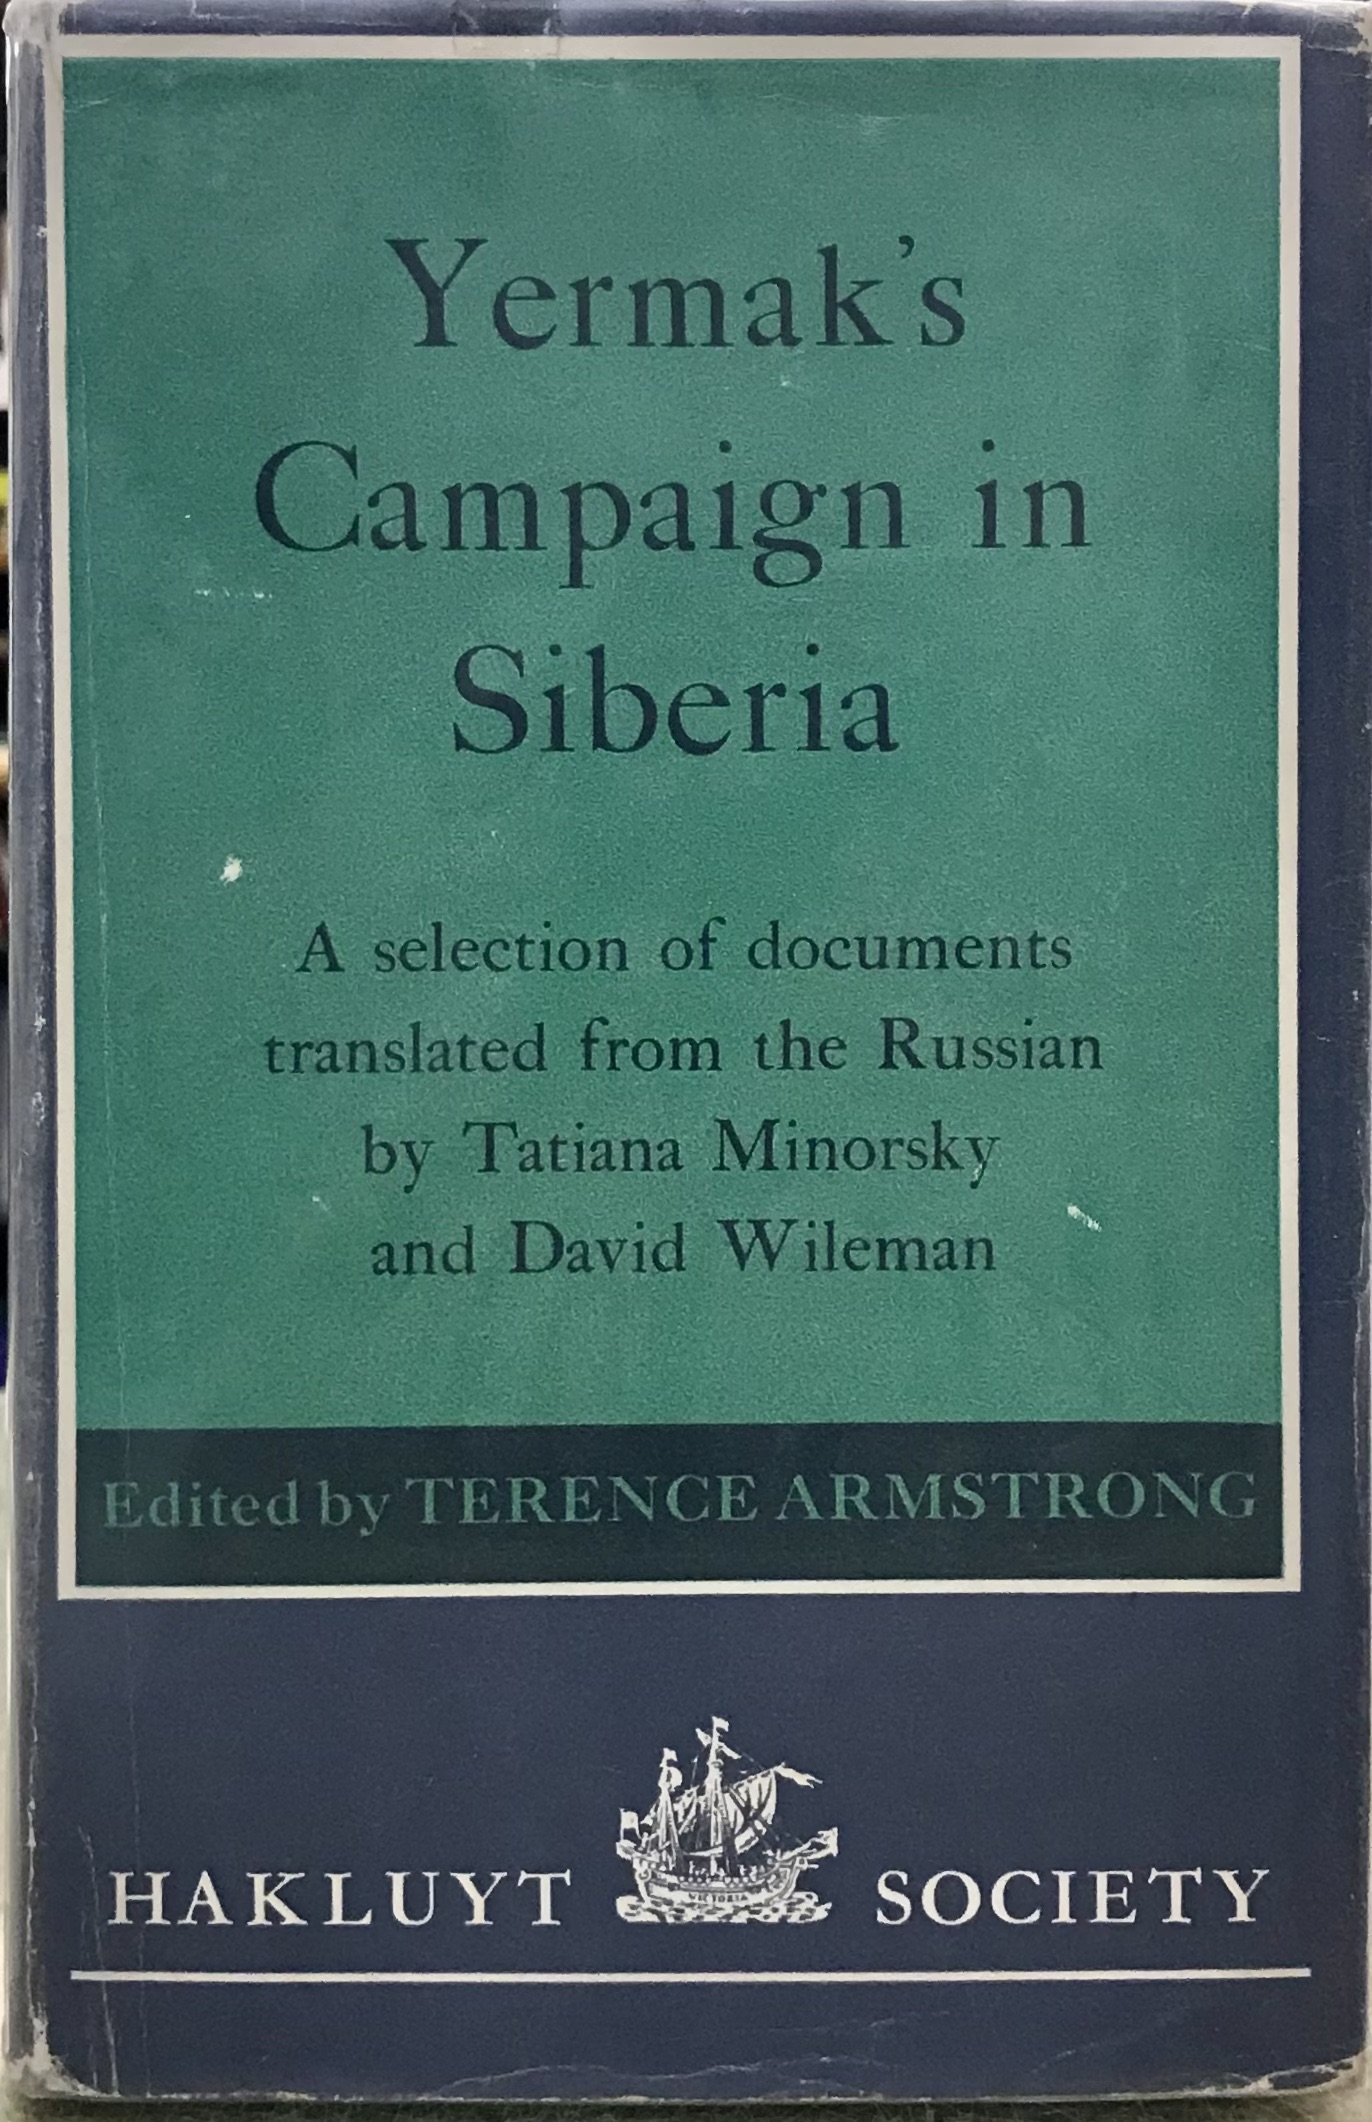 Yermak's
Campaign in
Siberia
A selection of documents
translated from the Russian
by Tatiana Minorsky
and David Wileman
Edited by TERENCE ARMSTRONG
VICTORIA
HAKLUYT SOCIETY